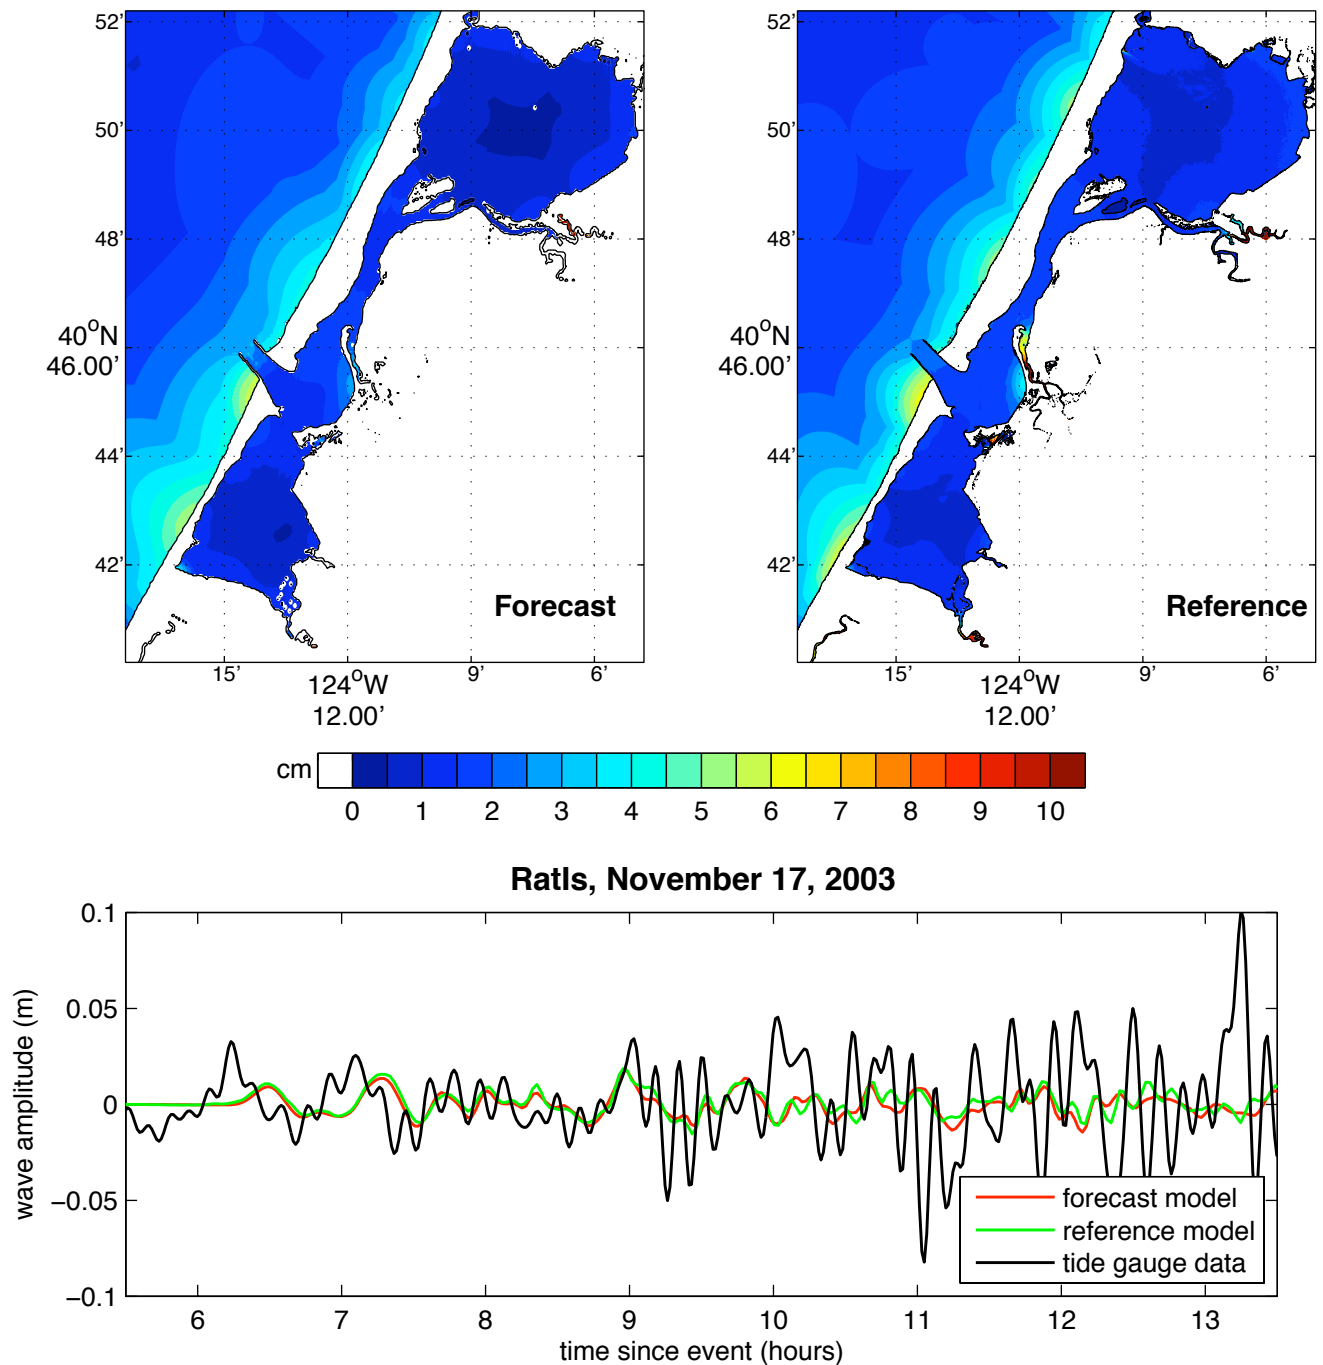 52’
50’
48’
40°N
46.00’
44’
42’
Forecast
15’
124°W
12.00’
9’
6’
52’
50’
48’
40°N
46.00’
44’
42’
Reference
15’
124°W
12.00’
9’
6’
cm
0 1 2 3 4 5 6 7 8 9 10
RatIs, November 17, 2003
wave amplitude (m)
0.1
0.05
0
−0.05
−0.1
forecast model
reference model
tide gauge data
6 7 8 9 10 11 12 13
time since event (hours)